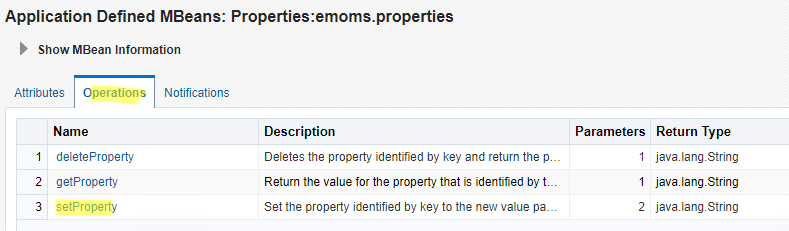 Application Defined MBeans: Properties:emoms.properties
Show MBean Information
Attributes Operations Notifications
Name Description Parameters Return Type
1 deleteProperty Deletes the property identified by key and return the p... 1 java.lang.String
2 getProperty Return the value for the property that is identified by t... 1 java.lang.String
3 setProperty Set the property identified by key to the new value pa... 2 java.lang.String